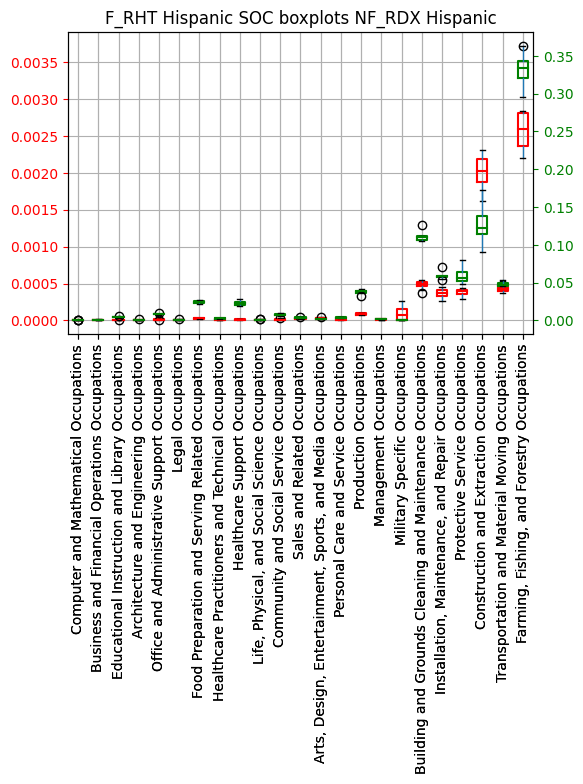 F_RHT Hispanic SOC boxplots NF_RDX Hispanic
0.0035
0.0030
0.0025
0.0020
0.0015
0.0010
0.0005
0.0000
0.35
0.30
0.25
0.20
0.15
0.10
0.05
0.00
Computer and Mathematical Occupations
Business and Financial Operations Occupations
Educational Instruction and Library Occupations
Architecture and Engineering Occupations
Office and Administrative Support Occupations
Legal Occupations
Food Preparation and Serving Related Occupations
Healthcare Practitioners and Technical Occupations
Healthcare Support Occupations
Life, Physical, and Social Science Occupations
Community and Social Service Occupations
Sales and Related Occupations
Arts, Design, Entertainment, Sports, and Media Occupations
Personal Care and Service Occupations
Production Occupations
Management Occupations
Military Specific Occupations
Building and Grounds Cleaning and Maintenance Occupations
Installation, Maintenance, and Repair Occupations
Protective Service Occupations
Construction and Extraction Occupations
Transportation and Material Moving Occupations
Farming, Fishing, and Forestry Occupations